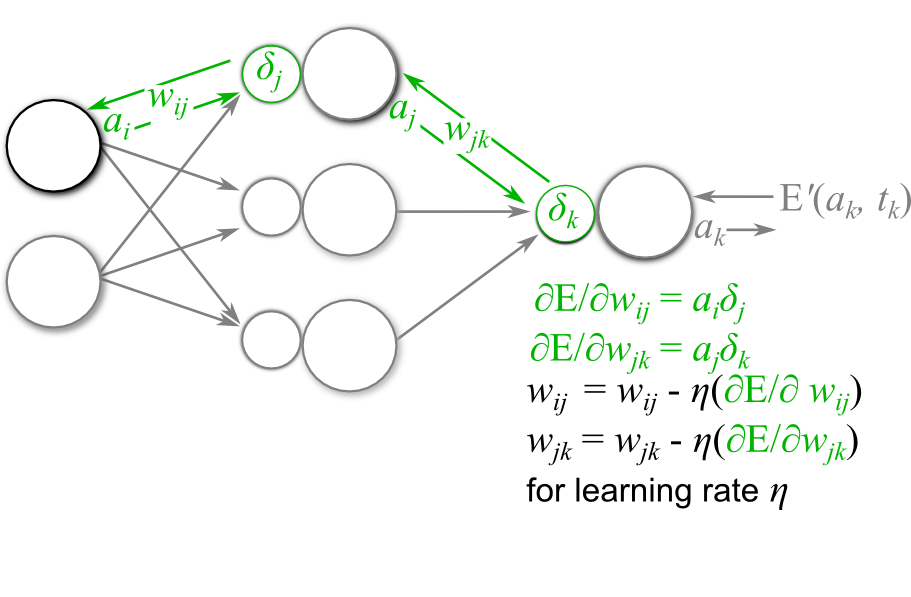 δj
wij
ai
aj
wjk
δk
E'(ak, tk)
ak
∂E/∂wij = aiδj
∂E/∂wjk = ajδk
wij = wij - η(∂E/∂ wij)
wjk = wjk - η(∂E/∂wjk)
for learning rate η